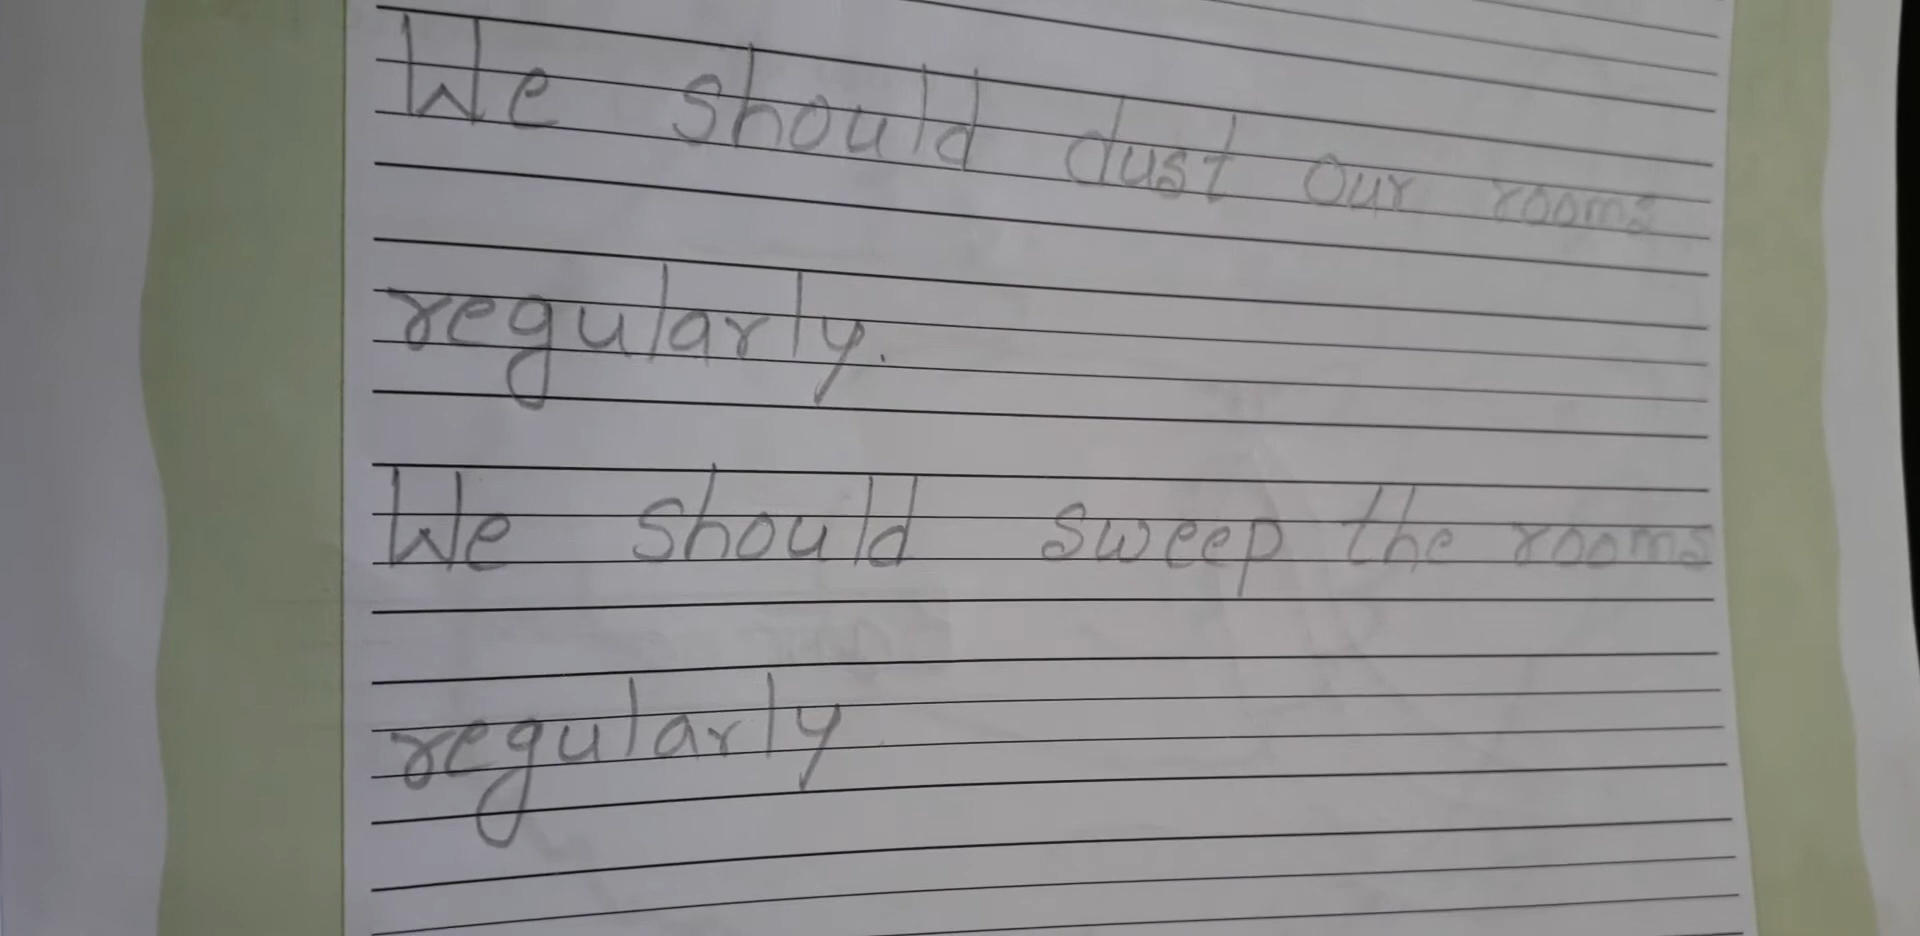 We should dust our rooms
regularly.
We should sweep the rooms
regularly